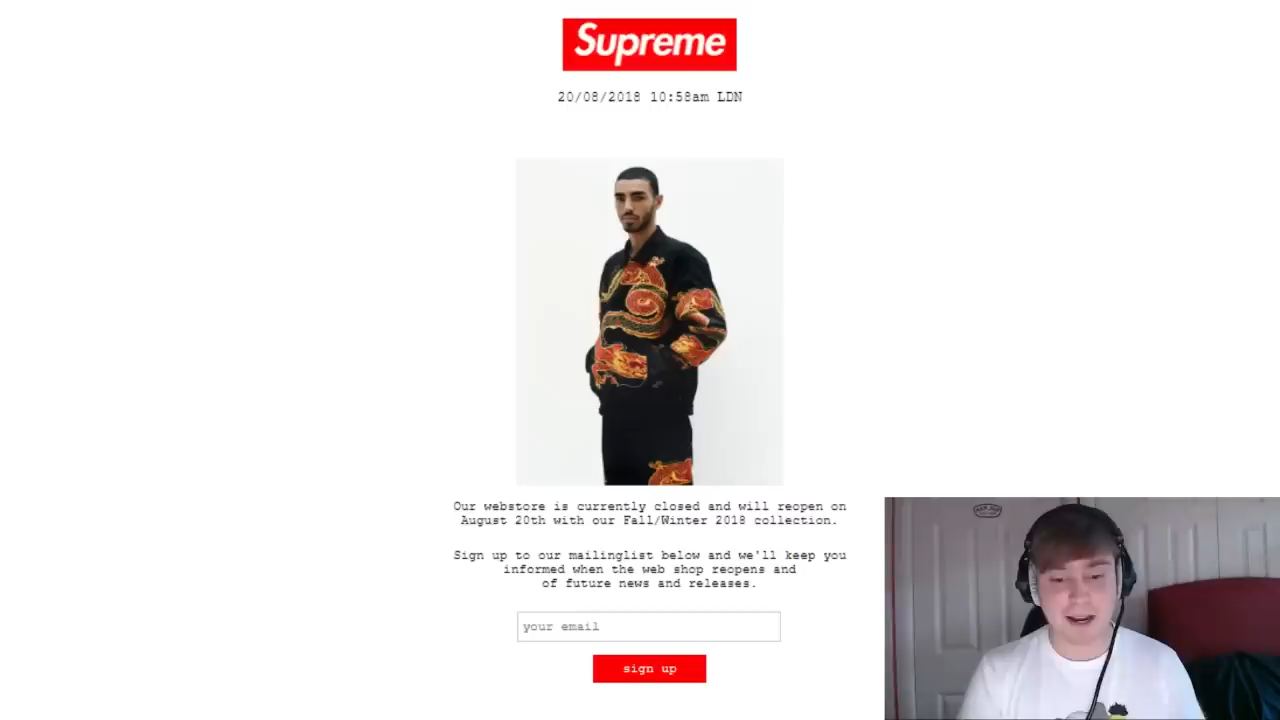 Supreme
20/08/2018 10:58am LDN
Our webstore is currently closed and will reopen on
August 20th with our Fall/Winter 2018 collection.
Sign up to our mailinglist below and we'll keep you
informed when the web shop reopens and
of future news and releases.
your email
sign up